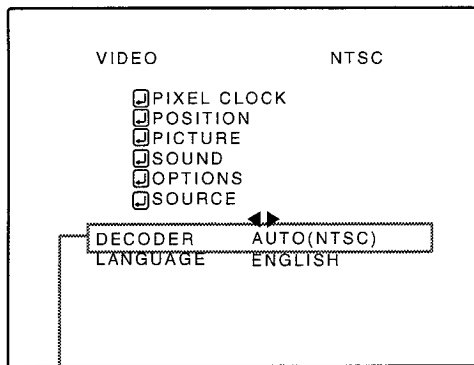 VIDEO NTSC
PIXEL CLOCK
POSITION
PICTURE
SOUND
OPTIONS
SOURCE
DECODER AUTO(NTSC)
LANGUAGE ENGLISH